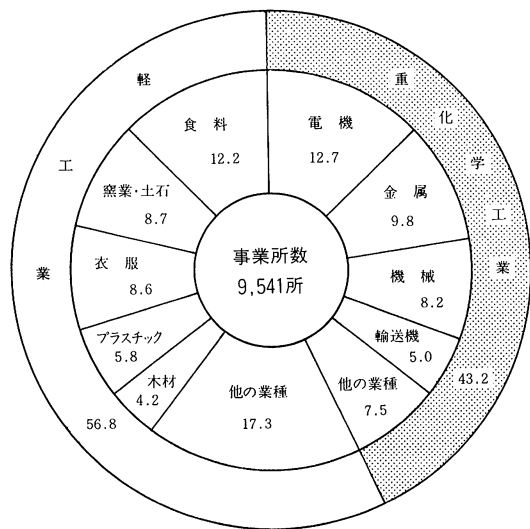 重化学工業
43.2
軽工業
56.8
電機
12.7
金属
9.8
機械
8.2
輸送機
5.0
他の業種
7.5
他の業種
17.3
木材
4.2
プラスチック
5.8
衣服
8.6
窯業・土石
8.7
食料
12.2
事業所数
9,541所